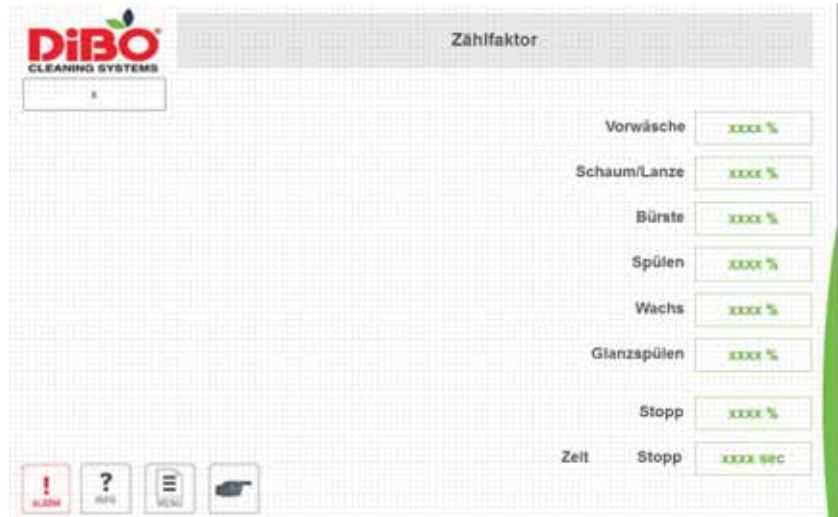 DiBO
CLEANING SYSTEMS
Zählfaktor
x
Vorwäsche xxxx %
Schaum/Lanze xxxx %
Bürste xxxx %
Spülen xxxx %
Wachs xxxx %
Glanzspülen xxxx %
Stopp xxxx %
Zeit Stopp xxxx sec
! ? 
ALARM INFO MENU